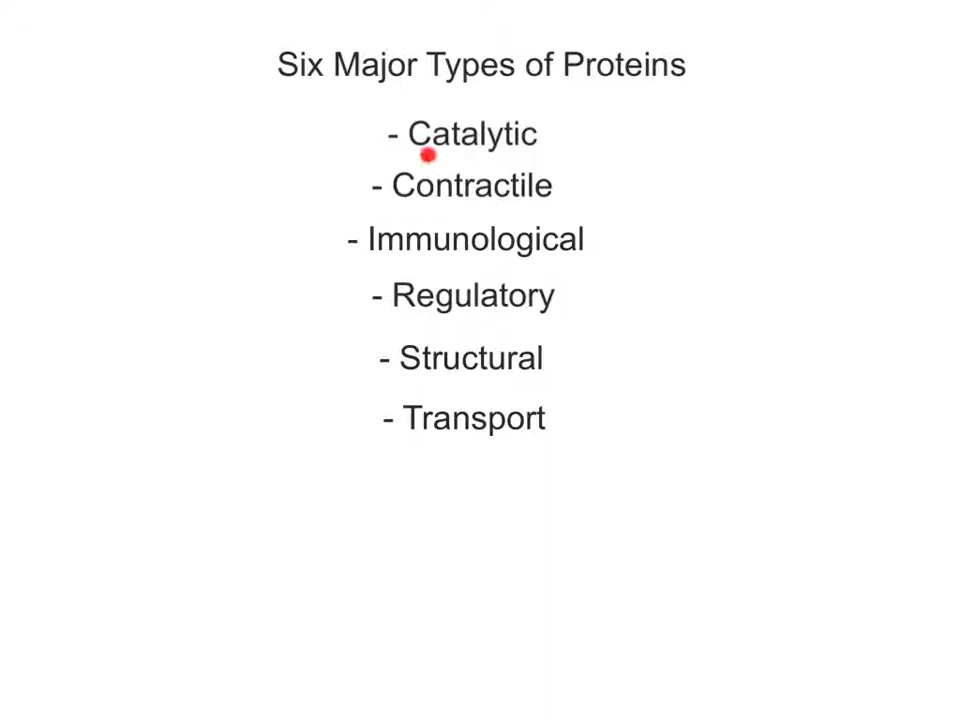 Six Major Types of Proteins
- Catalytic
- Contractile
- Immunological
- Regulatory
- Structural
- Transport